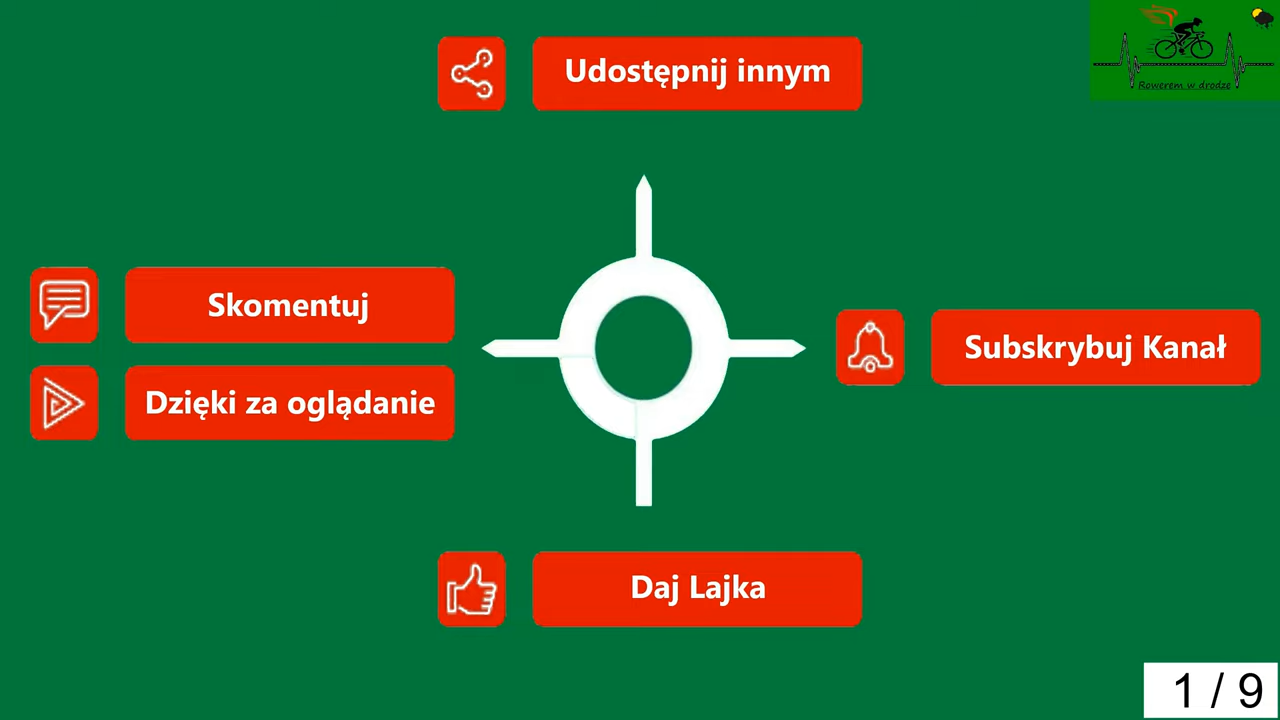 Udostępnij innym
Rowerem w drodze
Skomentuj
Subskrybuj Kanał
Dzięki za oglądanie
Daj Lajka
1 / 9